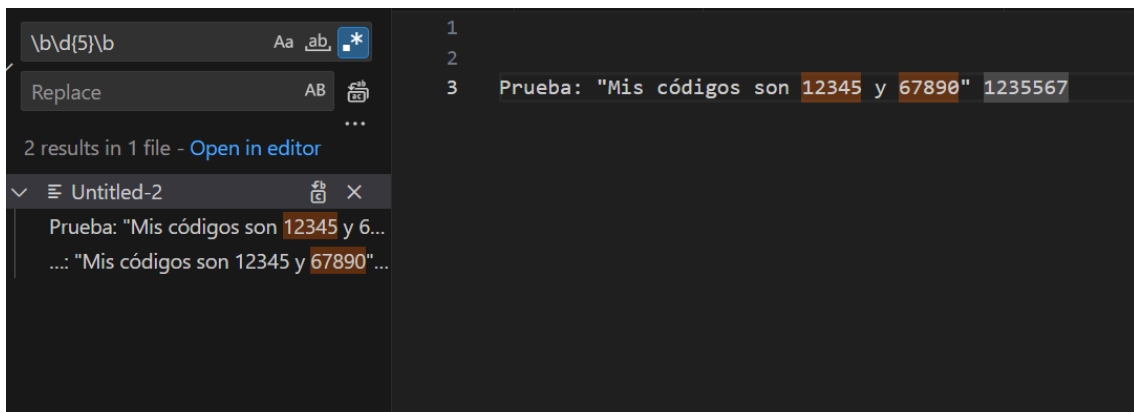 \b\d{5}\b
Aa ab, .*
Replace
AB
...
2 results in 1 file - Open in editor
Untitled-2
Prueba: "Mis códigos son 12345 y 6...
...: "Mis códigos son 12345 y 67890"...
1
2
3 Prueba: "Mis códigos son 12345 y 67890" 1235567